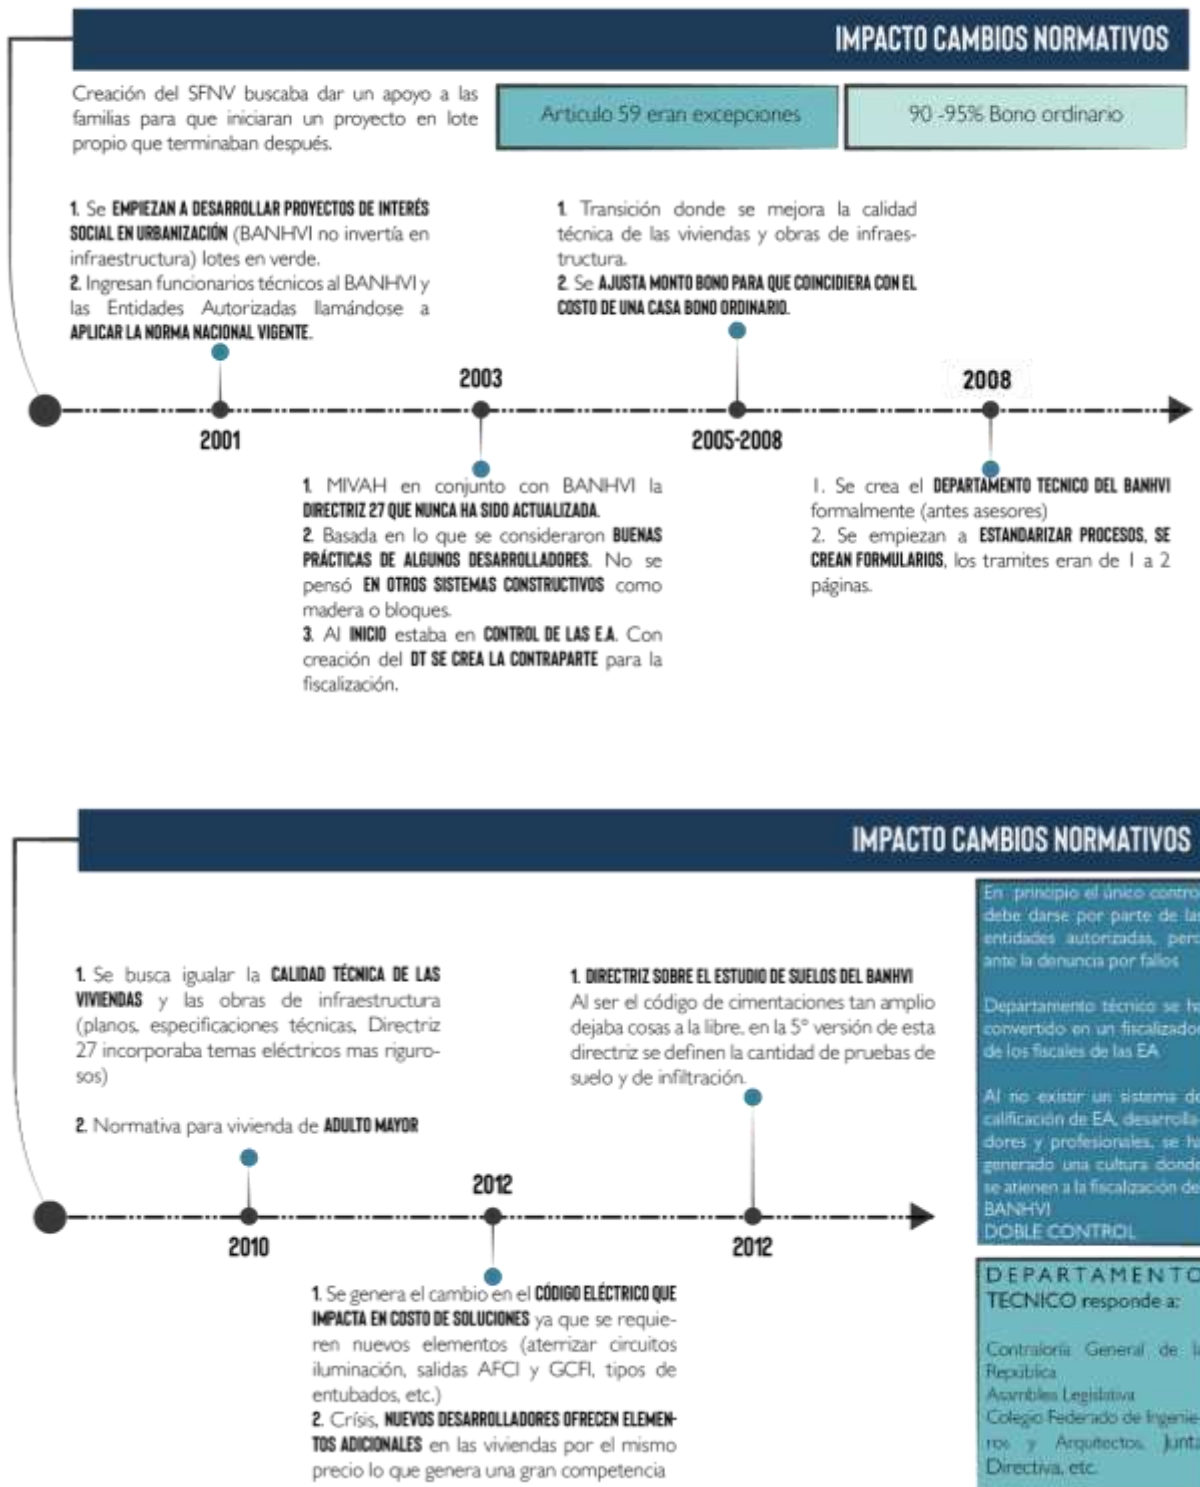 IMPACTO CAMBIOS NORMATIVOS
Creación del SFNV buscaba dar un apoyo a las
familias para que iniciaran un proyecto en lote
propio que terminaban después.
Articulo 59 eran excepciones
90 -95% Bono ordinario
1. Se EMPIEZAN A DESARROLLAR PROYECTOS DE INTERÉS
SOCIAL EN URBANIZACIÓN (BANHVI no invertía en
infraestructura) lotes en verde.
2. Ingresan funcionarios técnicos al BANHVI y
las Entidades Autorizadas llamándose a
APLICAR LA NORMA NACIONAL VIGENTE.
1. Transición donde se mejora la calidad
técnica de las viviendas y obras de infraes-
tructura.
2. Se AJUSTA MONTO BONO PARA QUE COINCIDIERA CON EL
COSTO DE UNA CASA BONO ORDINARIO.
2003
2008
2001
2005-2008
1. MIVAH en conjunto con BANHVI la
DIRECTRIZ 27 QUE NUNCA HA SIDO ACTUALIZADA.
2. Basada en lo que se consideraron BUENAS
PRÁCTICAS DE ALGUNOS DESARROLLADORES. No se
pensó EN OTROS SISTEMAS CONSTRUCTIVOS como
madera o bloques.
3. Al INICIO estaba en CONTROL DE LAS E.A. Con
creación del DT SE CREA LA CONTRAPARTE para la
fiscalización.
1. Se crea el DEPARTAMENTO TECNICO DEL BANHVI
formalmente (antes asesores)
2. Se empiezan a ESTANDARIZAR PROCESOS, SE
CREAN FORMULARIOS, los tramites eran de 1 a 2
páginas.
IMPACTO CAMBIOS NORMATIVOS
1. Se busca igualar la CALIDAD TÉCNICA DE LAS
VIVIENDAS y las obras de infraestructura
(planos, especificaciones técnicas, Directriz
27 incorporaba temas eléctricos mas riguro-
sos)
2. Normativa para vivienda de ADULTO MAYOR
1. DIRECTRIZ SOBRE EL ESTUDIO DE SUELOS DEL BANHVI
Al ser el código de cimentaciones tan amplio
dejaba cosas a la libre, en la 5° versión de esta
directriz se definen la cantidad de pruebas de
suelo y de infiltración.
2012
2010
2012
1. Se genera el cambio en el CÓDIGO ELÉCTRICO QUE
IMPACTA EN COSTO DE SOLUCIONES ya que se requie-
ren nuevos elementos (aterrizar circuitos
iluminación, salidas AFCI y GCFI, tipos de
entubados, etc.)
2. Crísis, NUEVOS DESARROLLADORES OFRECEN ELEMEN-
TOS ADICIONALES en las viviendas por el mismo
precio lo que genera una gran competencia
En principio el único contro
debe darse por parte de las
entidades autorizadas, pero
ante la denuncia por fallos
Departamento técnico se ha
convertido en un fiscalizador
de los fiscales de las EA
Al no existir un sistema de
calificación de EA, desarrolla-
dores y profesionales, se ha
generado una cultura donde
se atienen a la fiscalización de
BANHVI
DOBLE CONTROL
DEPARTAMENTO
TECNICO responde a:
Contraloría General de la
República
Asamblea Legislativa
Colegio Federado de Ingenie-
ros y Arquitectos, Junta
Directiva, etc.